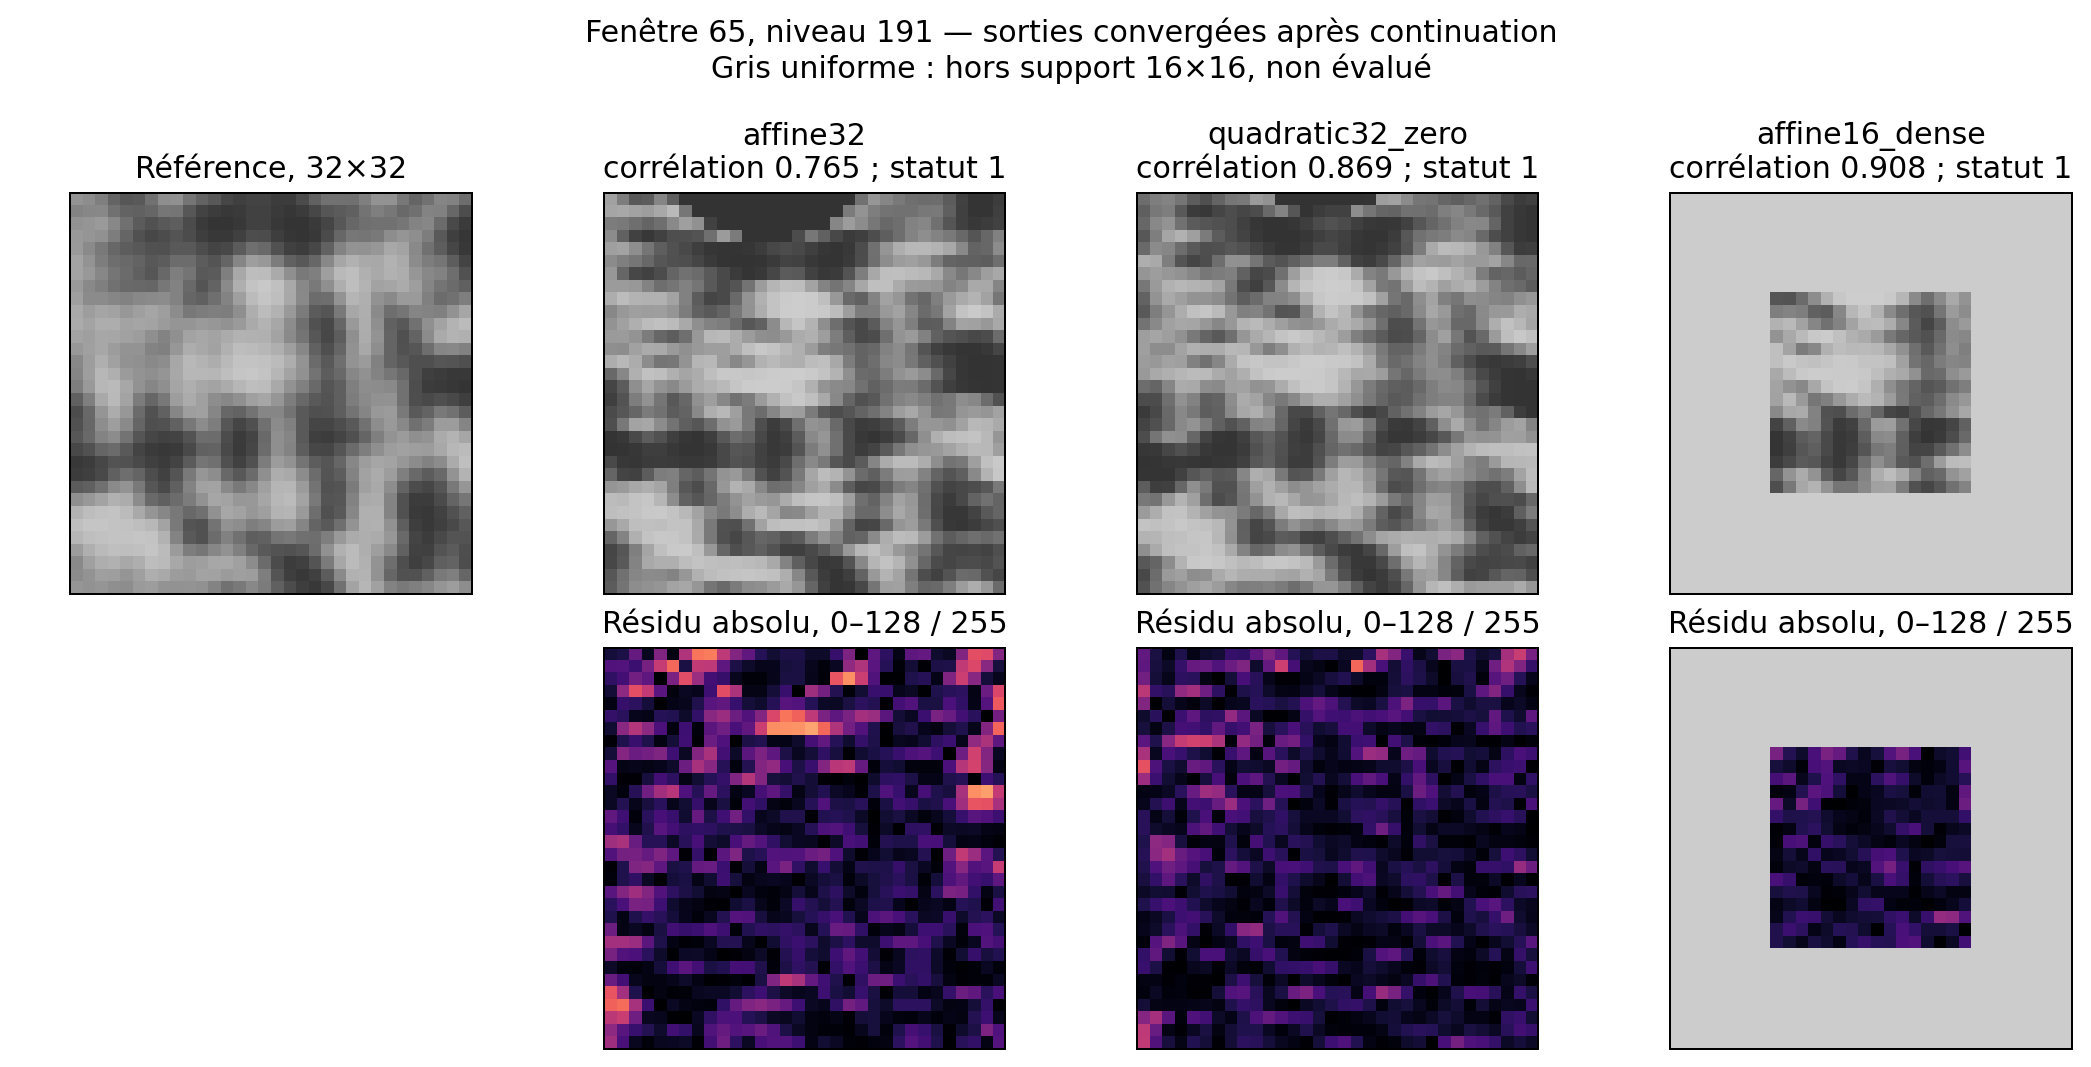 Fenêtre 65, niveau 191 — sorties convergées après continuation
Gris uniforme : hors support 16×16, non évalué
Référence, 32×32
affine32
corrélation 0.765 ; statut 1
quadratic32_zero
corrélation 0.869 ; statut 1
affine16_dense
corrélation 0.908 ; statut 1
Résidu absolu, 0–128 / 255
Résidu absolu, 0–128 / 255
Résidu absolu, 0–128 / 255